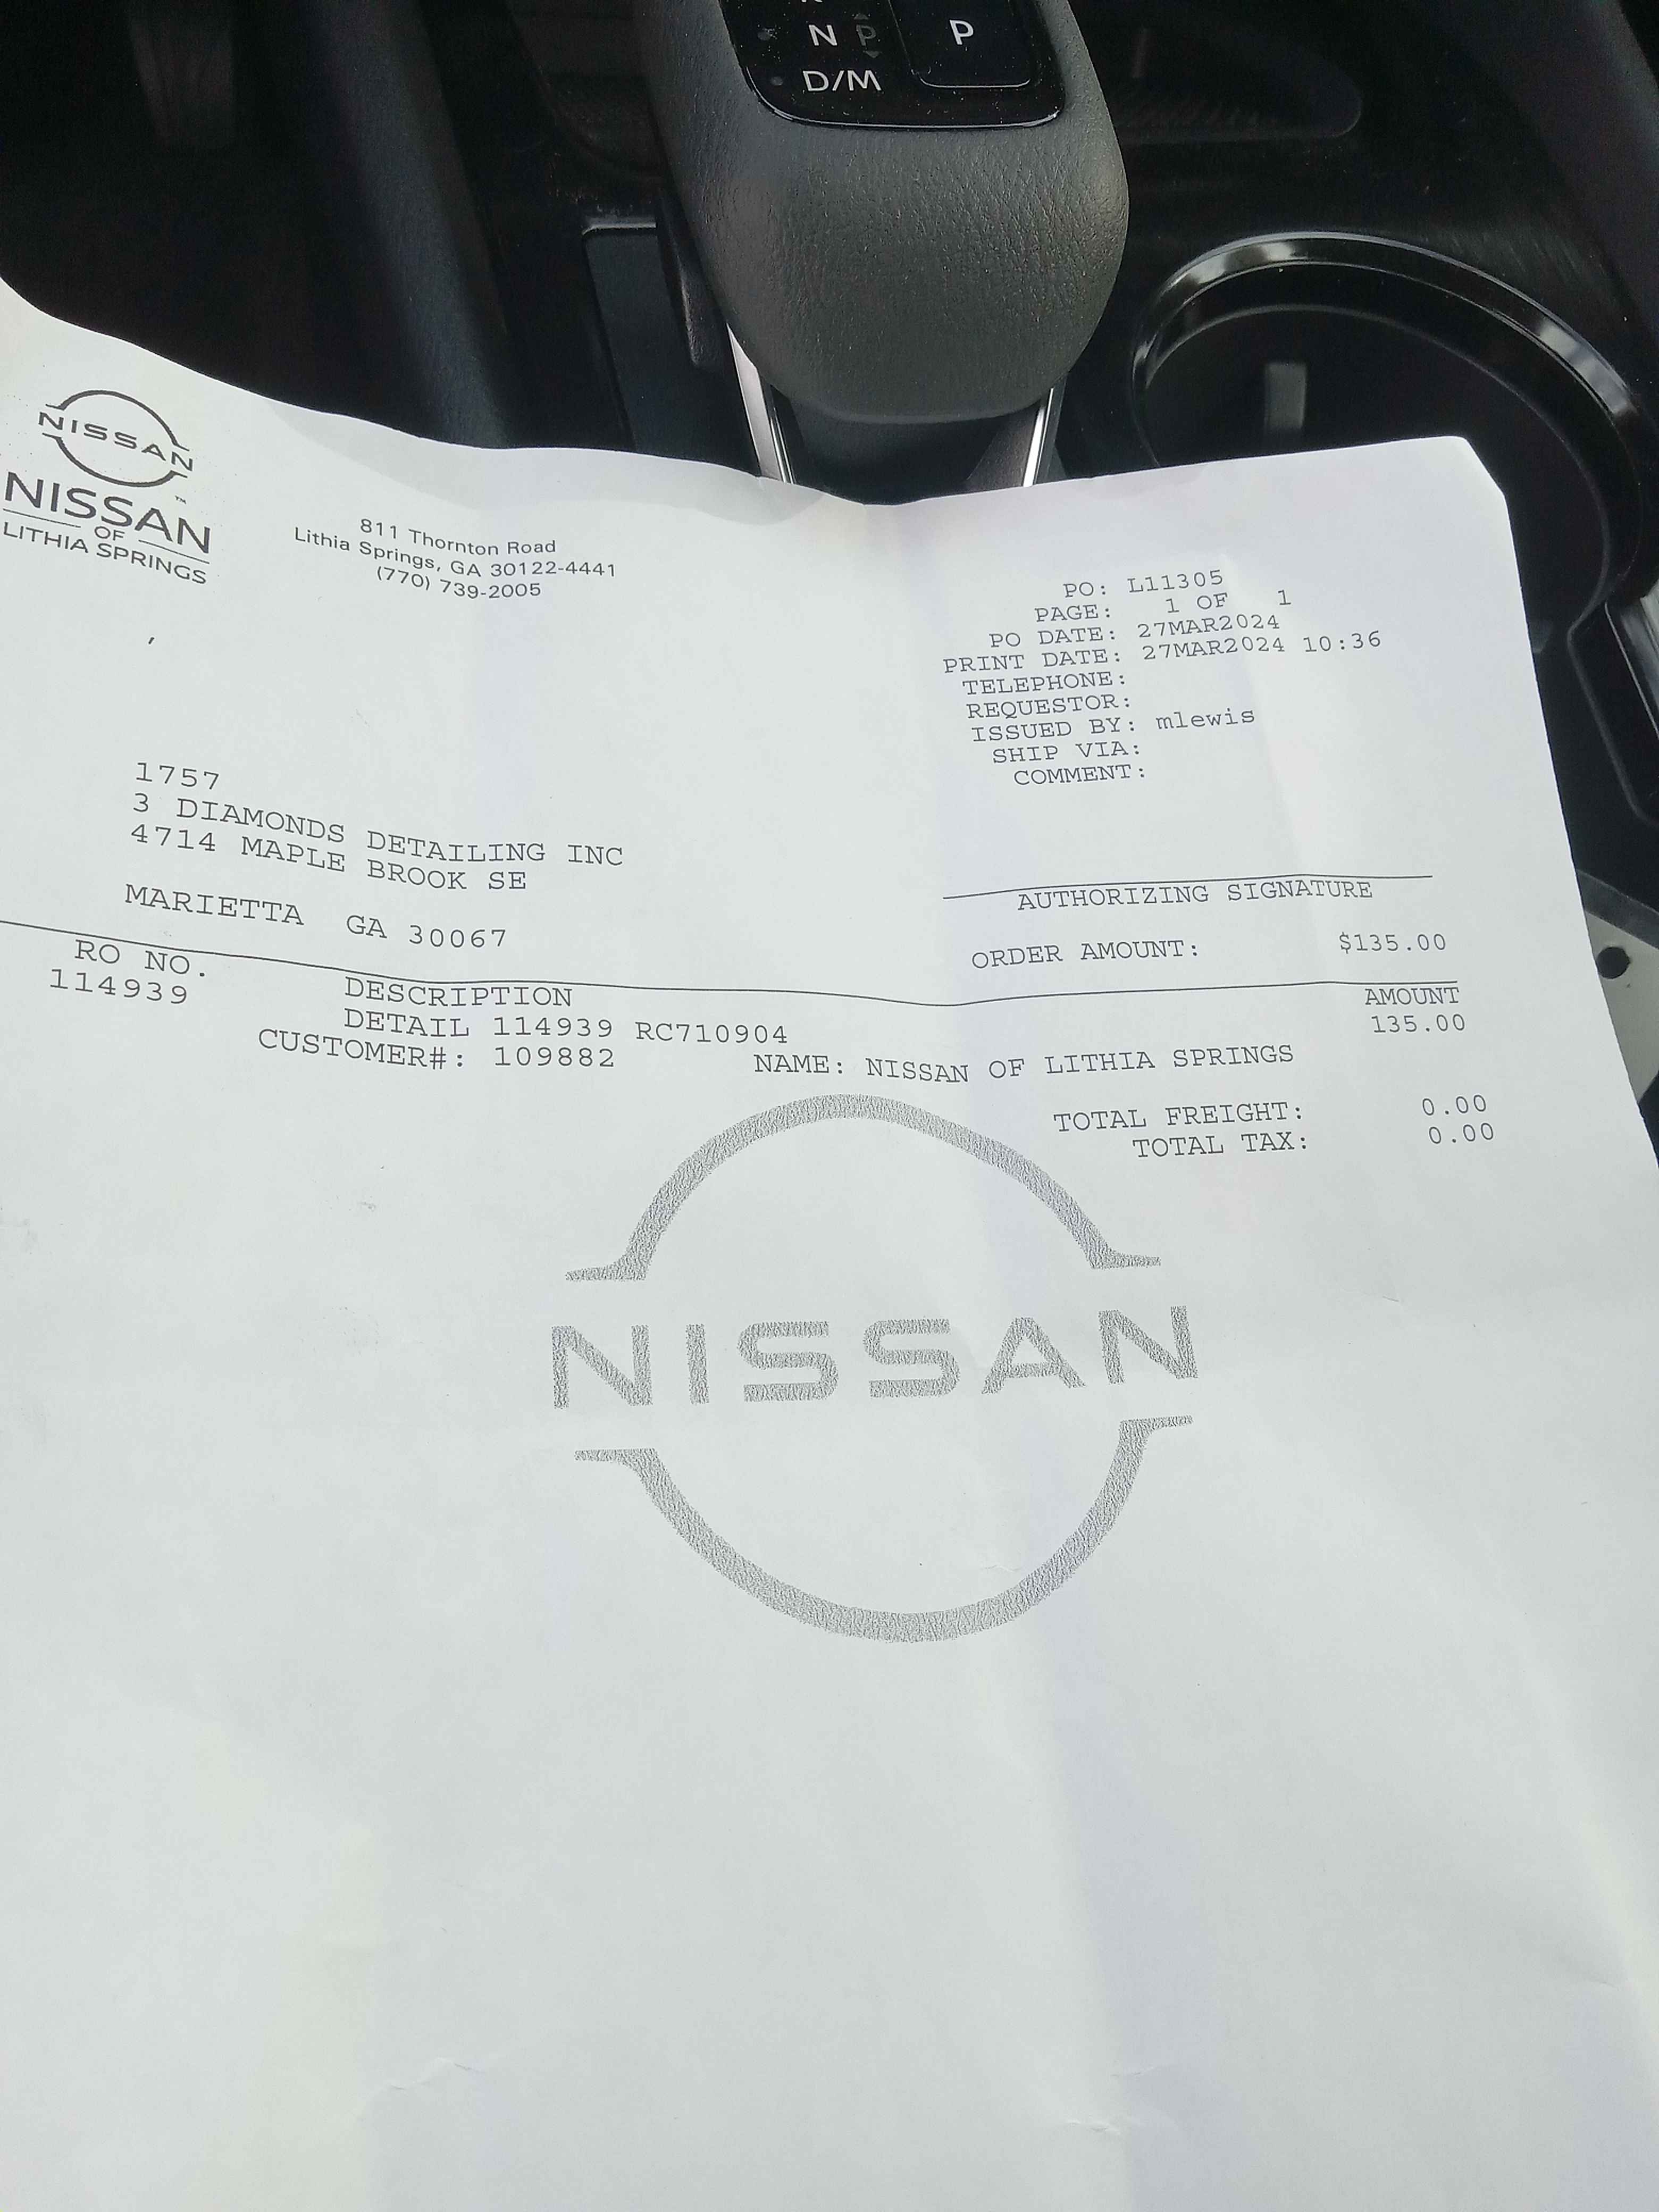 N P P
D/M
NISSAN
NISSAN
OF
LITHIA SPRINGS
™
811 Thornton Road
Lithia Springs, GA 30122-4441
(770) 739-2005
PO: L11305
PAGE: 1 OF 1
PO DATE: 27MAR2024
PRINT DATE: 27MAR2024 10:36
TELEPHONE:
REQUESTOR:
ISSUED BY: mlewis
SHIP VIA:
COMMENT:
1757
3 DIAMONDS DETAILING INC
4714 MAPLE BROOK SE
MARIETTA GA 30067
AUTHORIZING SIGNATURE
ORDER AMOUNT: $135.00
RO NO. DESCRIPTION AMOUNT
114939 DETAIL 114939 RC710904 135.00
CUSTOMER#: 109882 NAME: NISSAN OF LITHIA SPRINGS
TOTAL FREIGHT: 0.00
TOTAL TAX: 0.00
NISSAN